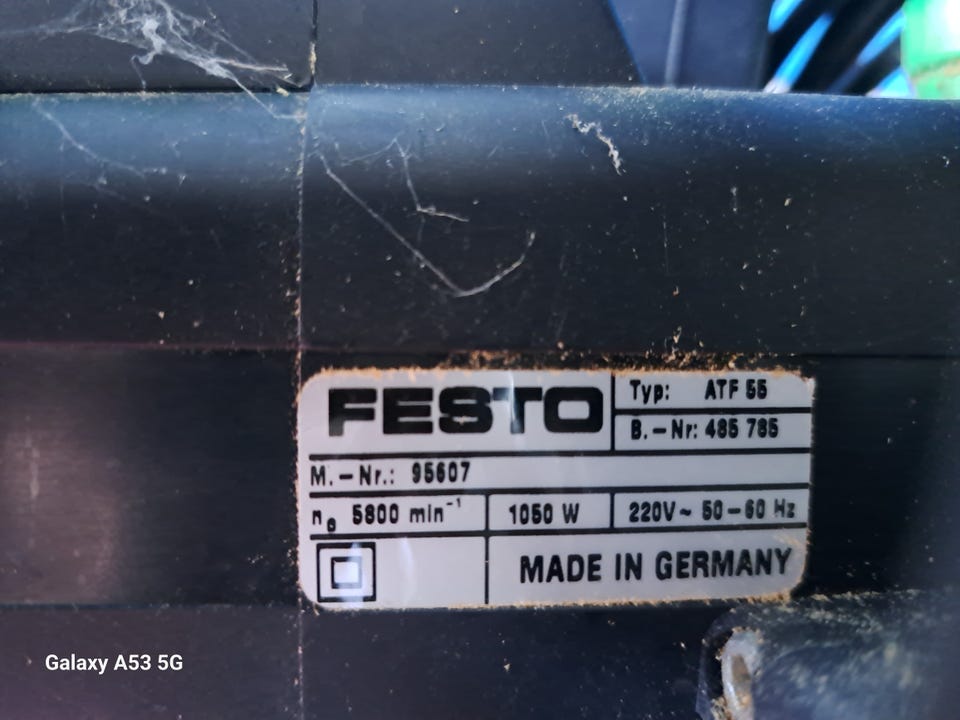 FESTO
Typ: ATF 55
B.-Nr: 485 785
M.-Nr.: 95607
n₀ 5800 min⁻¹
1050 W
220V~ 50-60 Hz
MADE IN GERMANY
Galaxy A53 5G